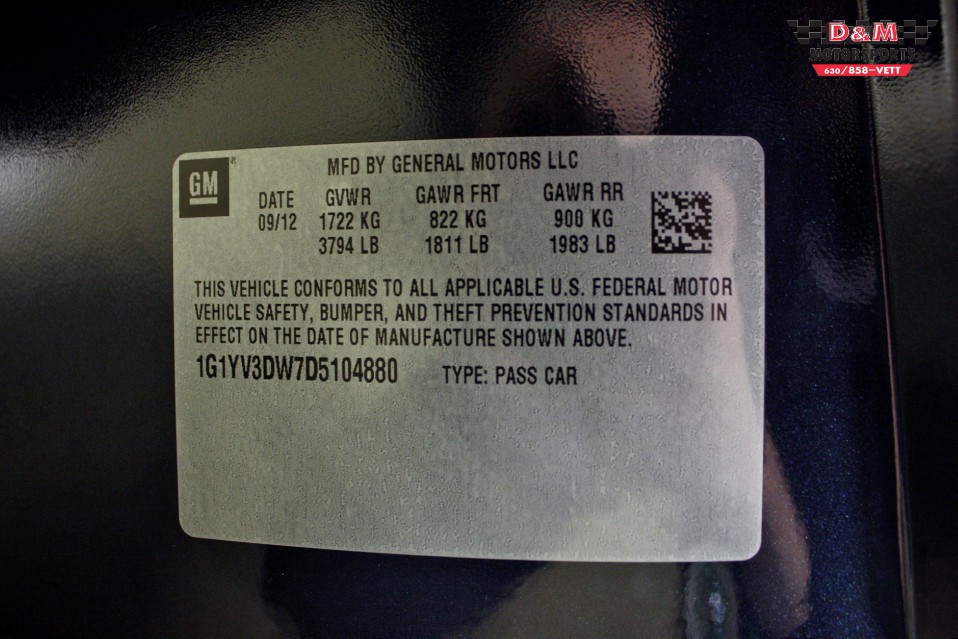 D&M
MOTORSPORTS
630/858-VETT
GM
MFD BY GENERAL MOTORS LLC
DATE GVWR GAWR FRT GAWR RR
09/12 1722 KG 822 KG 900 KG
3794 LB 1811 LB 1983 LB
THIS VEHICLE CONFORMS TO ALL APPLICABLE U.S. FEDERAL MOTOR
VEHICLE SAFETY, BUMPER, AND THEFT PREVENTION STANDARDS IN
EFFECT ON THE DATE OF MANUFACTURE SHOWN ABOVE.
1G1YV3DW7D5104880 TYPE: PASS CAR